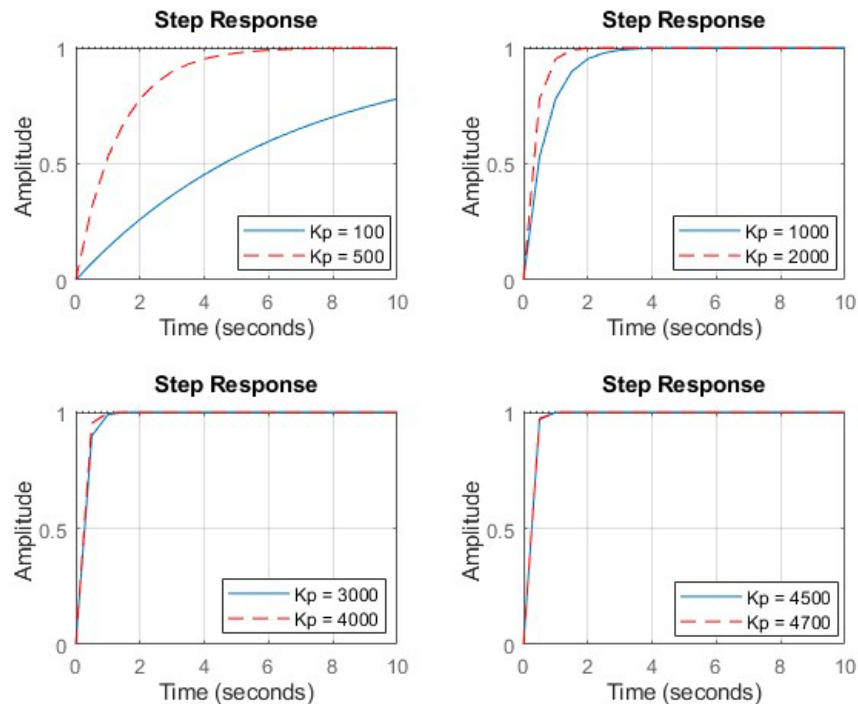 Step Response
1
0.5
0
Amplitude
Kp = 100
Kp = 500
0 2 4 6 8 10
Time (seconds)
Step Response
1
0.5
0
Amplitude
Kp = 1000
Kp = 2000
0 2 4 6 8 10
Time (seconds)
Step Response
1
0.5
0
Amplitude
Kp = 3000
Kp = 4000
0 2 4 6 8 10
Time (seconds)
Step Response
1
0.5
0
Amplitude
Kp = 4500
Kp = 4700
0 2 4 6 8 10
Time (seconds)